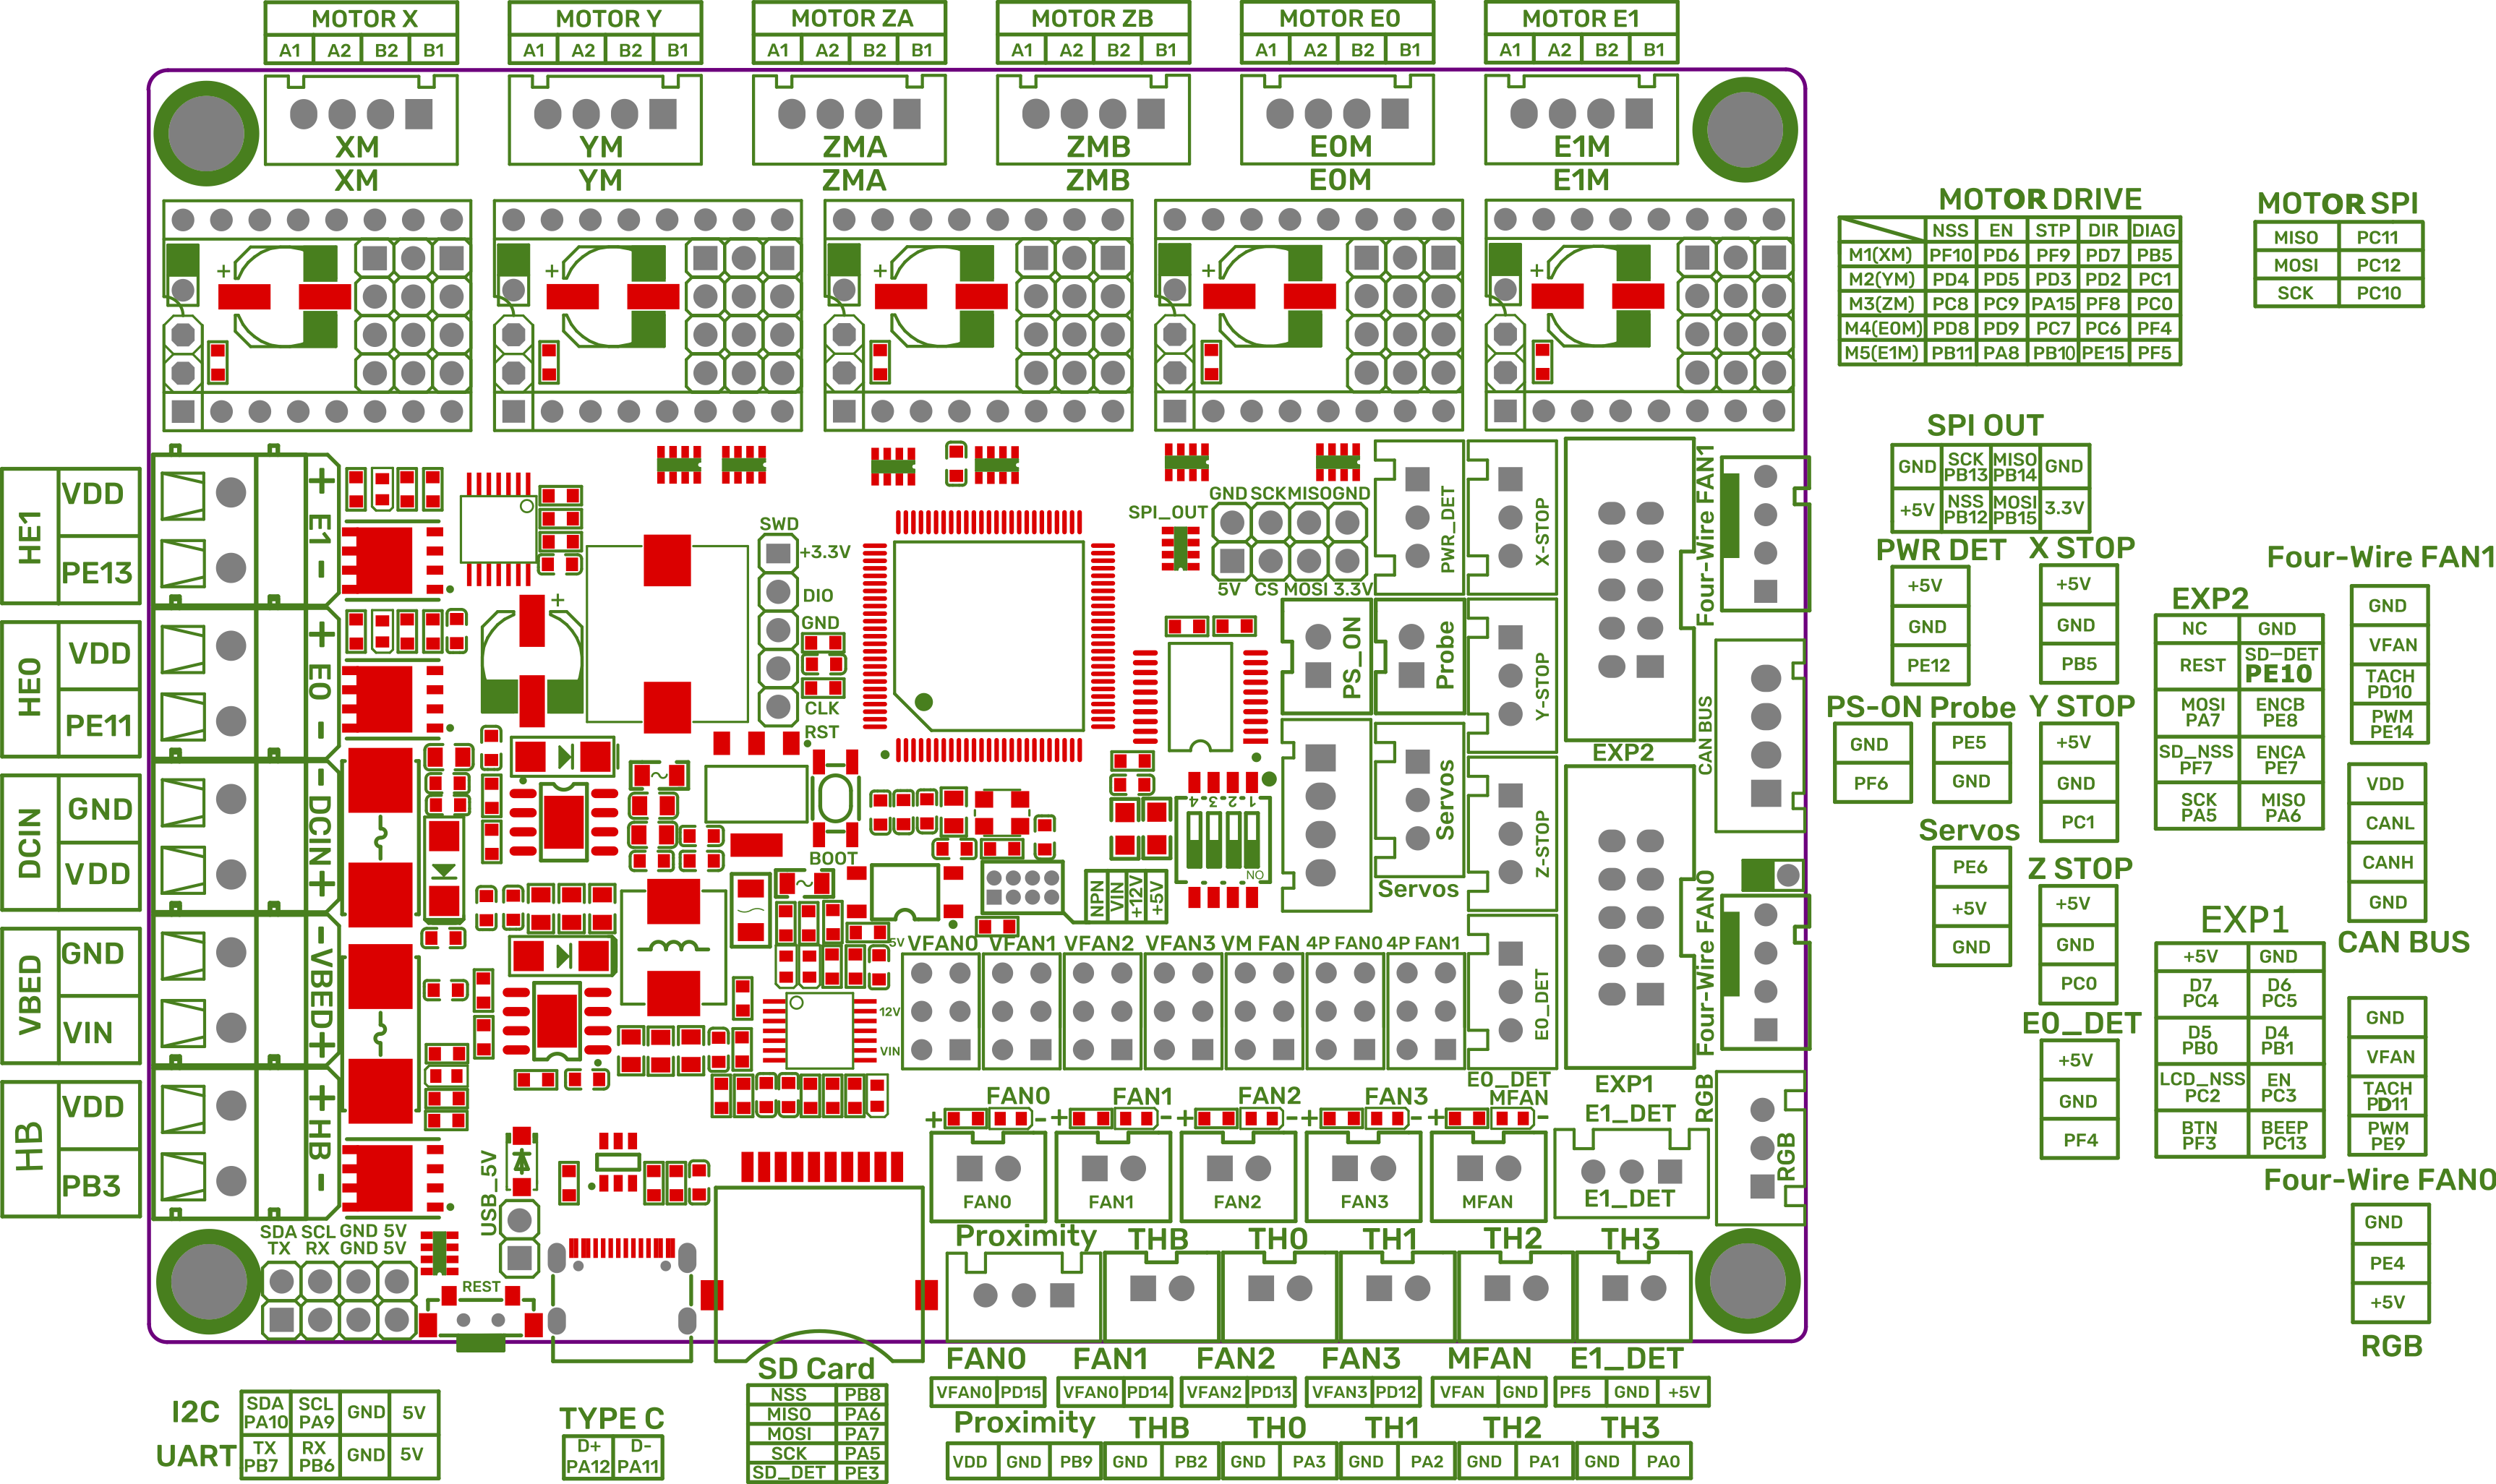 MOTOR X
A1 A2 B2 B1
MOTOR Y
A1 A2 B2 B1
MOTOR ZA
A1 A2 B2 B1
MOTOR ZB
A1 A2 B2 B1
MOTOR E0
A1 A2 B2 B1
MOTOR E1
A1 A2 B2 B1
XM YM ZMA ZMB E0M E1M
XM YM ZMA ZMB E0M E1M
+ + + + +
MOTOR DRIVE
NSS EN STP DIR DIAG
M1(XM) PF10 PD6 PF9 PD7 PB5
M2(YM) PD4 PD5 PD3 PD2 PC1
M3(ZM) PC8 PC9 PA15 PF8 PC0
M4(E0M) PD8 PD9 PC7 PC6 PF4
M5(E1M) PB11 PA8 PB10 PE15 PF5
MOTOR SPI
MISO PC11
MOSI PC12
SCK PC10
HE1
VDD
PE13
HE0
VDD
PE11
DCIN
GND
VDD
VBED
GND
VIN
HB
VDD
PB3
+ E1 -
+ E0 -
- DCIN+
-VBED+
+HB -
+
SWD
+3.3V
DIO
GND
CLK
RST
BOOT
SPI_OUT
GND SCK MISO GND
5V CS MOSI 3.3V
PWR_DET
X-STOP
PS_ON
Probe
Y-STOP
Servos
Servos
Z-STOP
E0_DET
E0_DET
EXP2
EXP1
Four-Wire FAN1
CAN BUS
Four-Wire FAN0
RGB
RGB
1 2 3 4
NO
NPN
VIN
+12V
+5V
5V
12V
VIN
VFAN0 VFAN1 VFAN2 VFAN3 VM FAN 4P FAN0 4P FAN1
FAN0 FAN1 FAN2 FAN3 MFAN
+ - + - + - + - + -
FAN0 FAN1 FAN2 FAN3 MFAN
E1_DET
E1_DET
Proximity THB TH0 TH1 TH2 TH3
USB_5V
SDA SCL GND 5V
TX RX GND 5V
REST
SPI OUT
GND SCK PB13 MISO PB14 GND
+5V NSS PB12 MOSI PB15 3.3V
PWR DET
+5V
GND
PE12
X STOP
+5V
GND
PB5
PS-ON
GND
PF6
Probe
PE5
GND
Y STOP
+5V
GND
PC1
Servos
PE6
+5V
GND
Z STOP
+5V
GND
PC0
E0_DET
+5V
GND
PF4
EXP2
NC GND
REST SD-DET PE10
MOSI PA7 ENCB PE8
SD_NSS PF7 ENCA PE7
SCK PA5 MISO PA6
EXP1
+5V GND
D7 PC4 D6 PC5
D5 PB0 D4 PB1
LCD_NSS PC2 EN PC3
BTN PF3 BEEP PC13
Four-Wire FAN1
GND
VFAN
TACH PD10
PWM PE14
VDD
CANL
CANH
GND
CAN BUS
GND
VFAN
TACH PD11
PWM PE9
Four-Wire FAN0
GND
PE4
+5V
RGB
I2C
SDA PA10 SCL PA9 GND 5V
UART
TX PB7 RX PB6 GND 5V
TYPE C
D+ D-
PA12 PA11
SD Card
NSS PB8
MISO PA6
MOSI PA7
SCK PA5
SD_DET PE3
FAN0
VFAN0 PD15
FAN1
VFAN0 PD14
FAN2
VFAN2 PD13
FAN3
VFAN3 PD12
MFAN
VFAN GND
E1_DET
PF5 GND +5V
Proximity
VDD GND PB9
THB
GND PB2
TH0
GND PA3
TH1
GND PA2
TH2
GND PA1
TH3
GND PA0